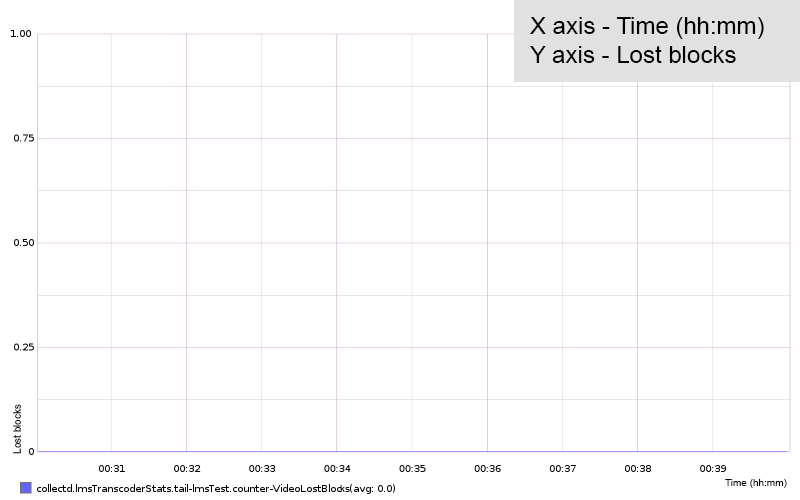 X axis - Time (hh:mm)
Y axis - Lost blocks
1.00
0.75
0.50
0.25
0
Lost blocks
00:31 00:32 00:33 00:34 00:35 00:36 00:37 00:38 00:39
Time (hh:mm)
collectd.lmsTranscoderStats.tail-lmsTest.counter-VideoLostBlocks(avg: 0.0)